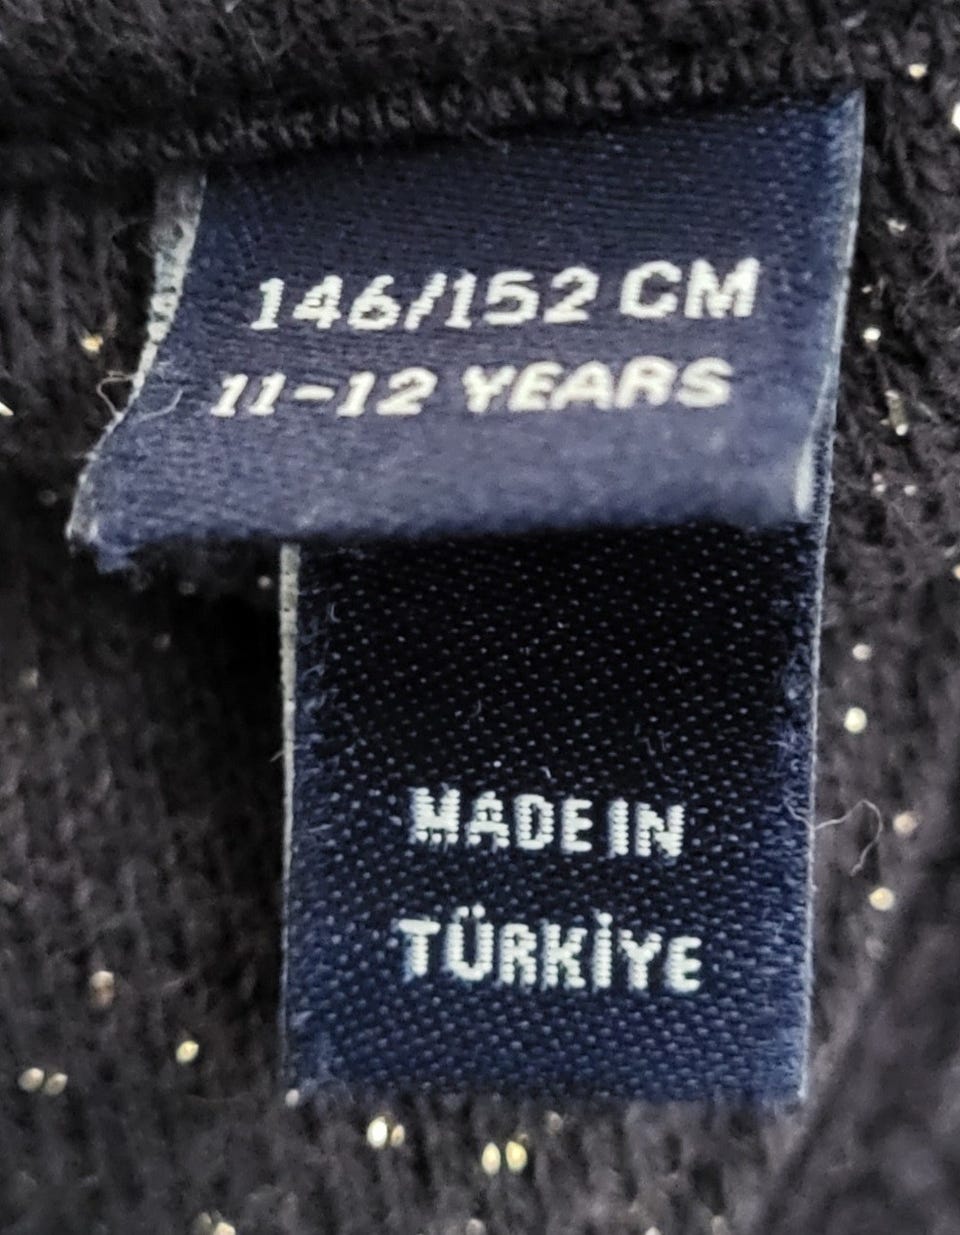 146/152 CM
11-12 YEARS
MADE IN
TÜRKİYE